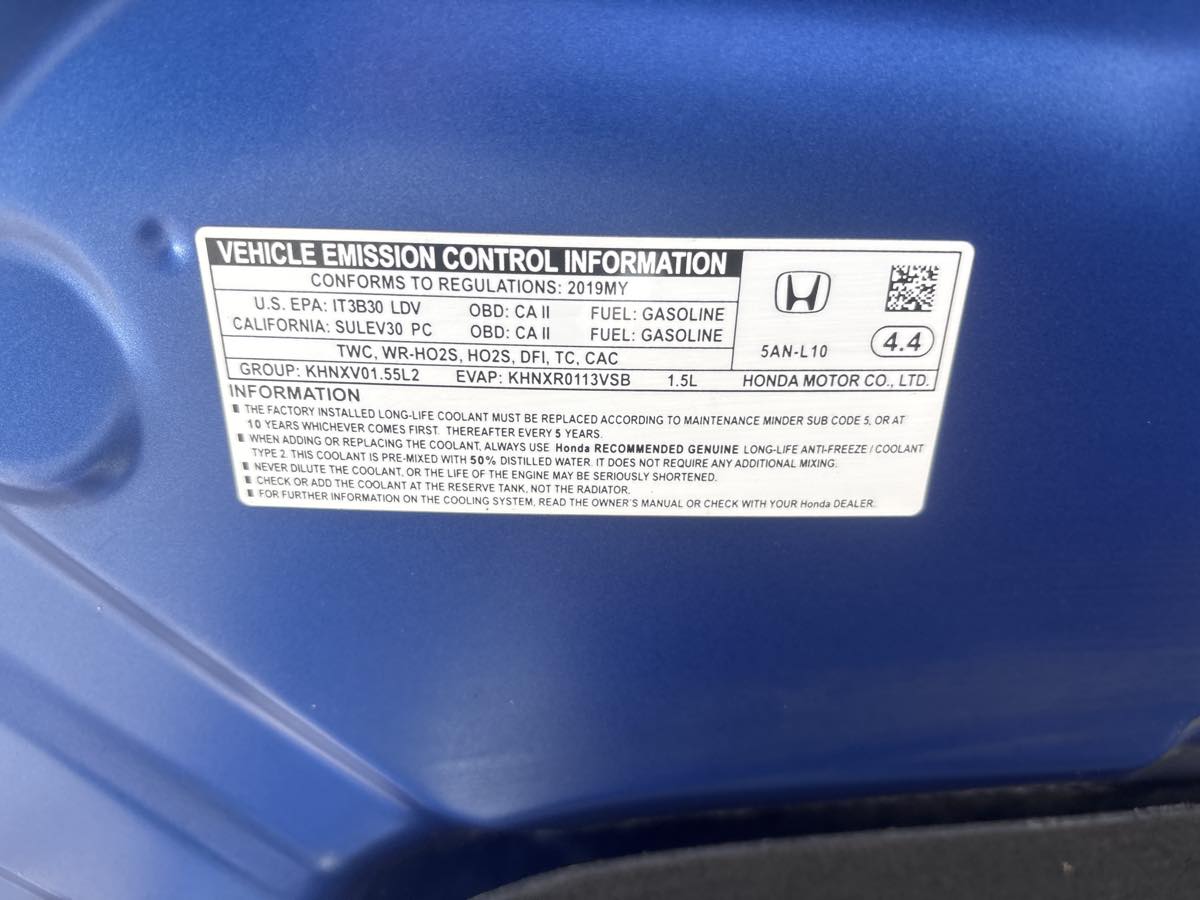 VEHICLE EMISSION CONTROL INFORMATION
CONFORMS TO REGULATIONS: 2019MY
U.S. EPA: IT3B30 LDV OBD: CA II FUEL: GASOLINE
CALIFORNIA: SULEV30 PC OBD: CA II FUEL: GASOLINE
TWC, WR-HO2S, HO2S, DFI, TC, CAC
5AN-L10 4.4
GROUP: KHNXV01.55L2 EVAP: KHNXR0113VSB 1.5L HONDA MOTOR CO., LTD.
INFORMATION
THE FACTORY INSTALLED LONG-LIFE COOLANT MUST BE REPLACED ACCORDING TO MAINTENANCE MINDER SUB CODE 5, OR AT
10 YEARS WHICHEVER COMES FIRST. THEREAFTER EVERY 5 YEARS.
WHEN ADDING OR REPLACING THE COOLANT, ALWAYS USE Honda RECOMMENDED GENUINE LONG-LIFE ANTI-FREEZE / COOLANT
TYPE 2. THIS COOLANT IS PRE-MIXED WITH 50% DISTILLED WATER. IT DOES NOT REQUIRE ANY ADDITIONAL MIXING.
NEVER DILUTE THE COOLANT, OR THE LIFE OF THE ENGINE MAY BE SERIOUSLY SHORTENED.
CHECK OR ADD THE COOLANT AT THE RESERVE TANK, NOT THE RADIATOR.
FOR FURTHER INFORMATION ON THE COOLING SYSTEM, READ THE OWNER'S MANUAL OR CHECK WITH YOUR Honda DEALER.